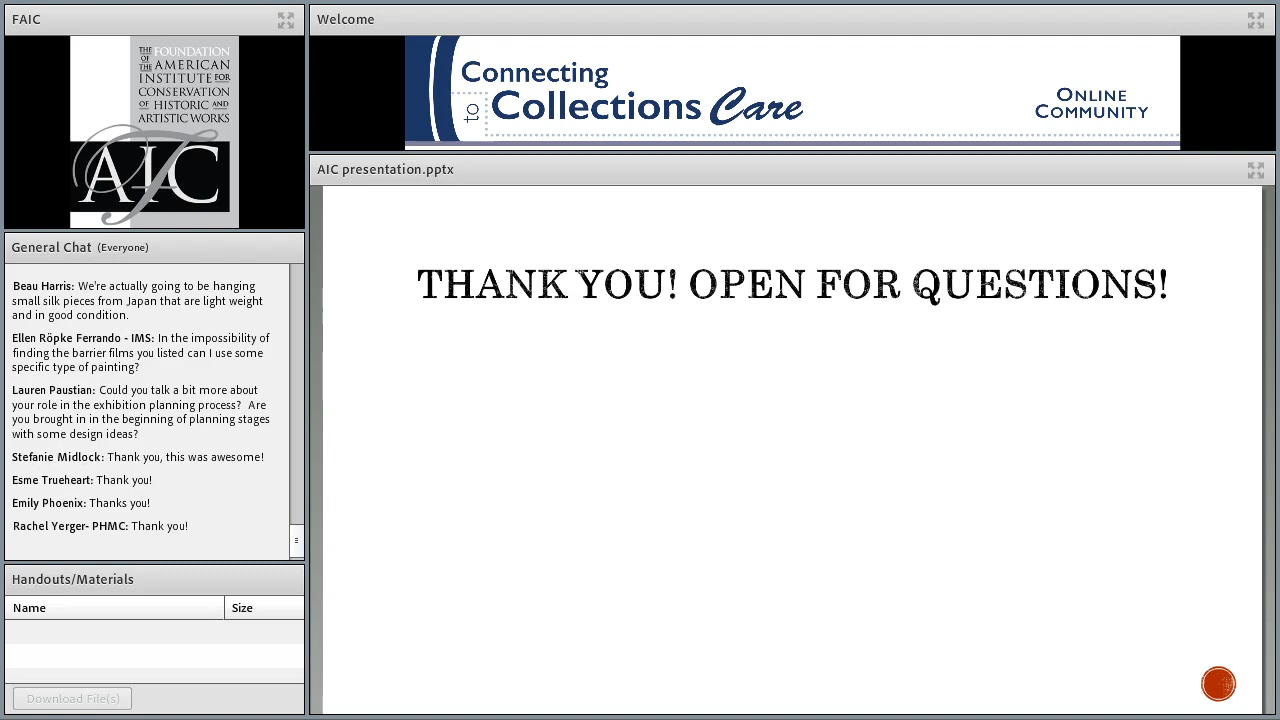 FAIC
THE FOUNDATION
OF THE AMERICAN
INSTITUTE FOR
CONSERVATION
OF HISTORIC AND
ARTISTIC WORKS
AIC
Welcome
Connecting
to Collections Care
ONLINE
COMMUNITY
General Chat (Everyone)
Beau Harris: We're actually going to be hanging
small silk pieces from Japan that are light weight
and in good condition.
Ellen Röpke Ferrando - IMS: In the impossibility of
finding the barrier films you listed can I use some
specific type of painting?
Lauren Paustian: Could you talk a bit more about
your role in the exhibition planning process?  Are
you brought in in the beginning of planning stages
with some design ideas?
Stefanie Midlock: Thank you, this was awesome!
Esme Trueheart: Thank you!
Emily Phoenix: Thanks you!
Rachel Yerger- PHMC: Thank you!
Handouts/Materials
Name Size
Download File(s)
AIC presentation.pptx
THANK YOU! OPEN FOR QUESTIONS!